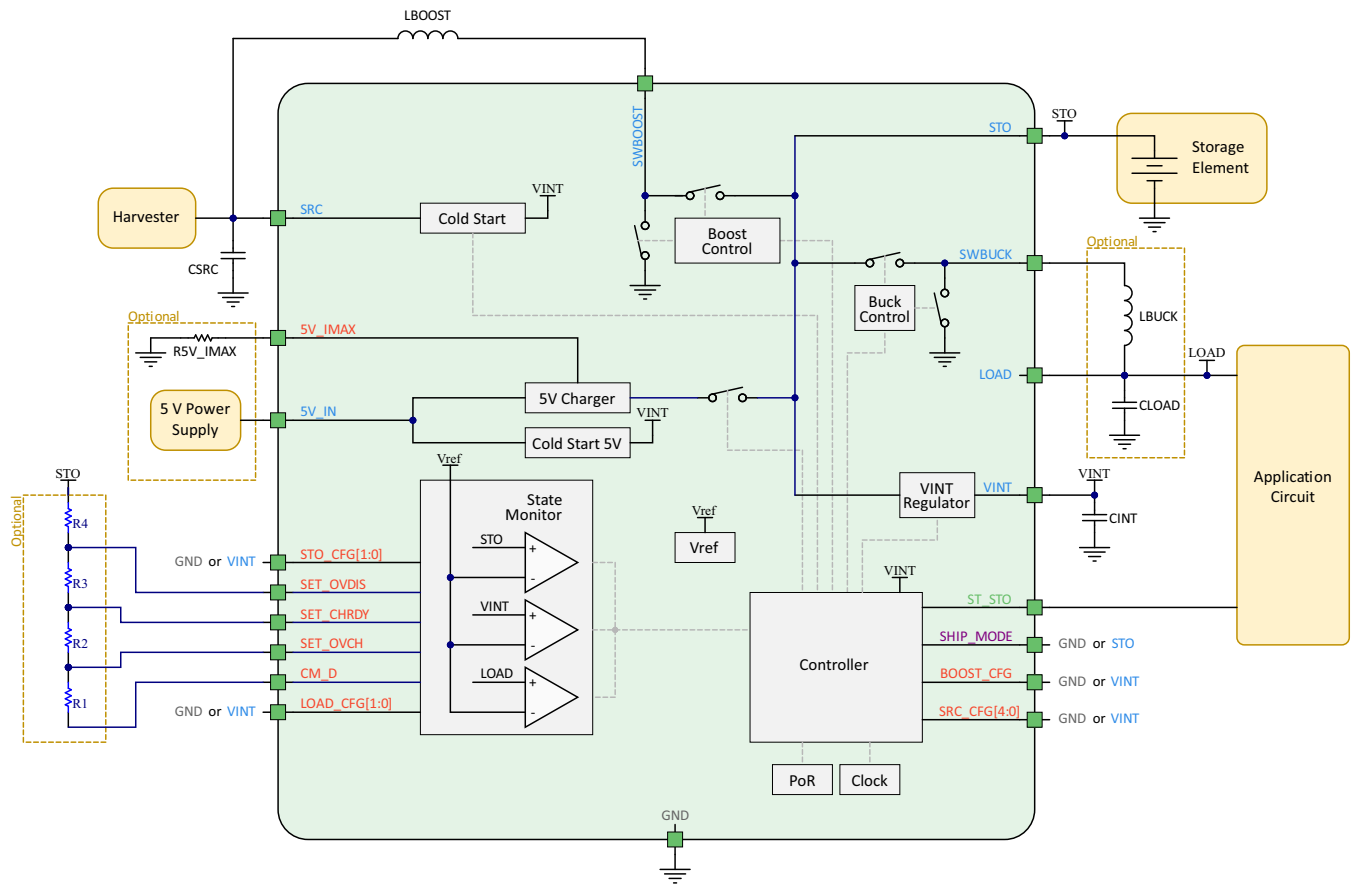 LBOOST
SWBOOST
STO
STO
Storage
Element
Harvester
SRC
Cold Start
VINT
Boost
Control
CSRC
Optional
SWBUCK
Buck
Control
LBUCK
Optional
5V_IMAX
R5V_IMAX
LOAD
LOAD
CLOAD
5 V Power
Supply
5V_IN
5V Charger
VINT
Cold Start 5V
Application
Circuit
VINT
Regulator
VINT
VINT
CINT
STO
Optional
R4
R3
R2
R1
Vref
State
Monitor
STO
+
-
VINT
+
-
LOAD
+
-
Vref
Vref
GND or VINT
STO_CFG[1:0]
SET_OVDIS
SET_CHRDY
SET_OVCH
CM_D
GND or VINT
LOAD_CFG[1:0]
VINT
Controller
ST_STO
SHIP_MODE
GND or STO
BOOST_CFG
GND or VINT
SRC_CFG[4:0]
GND or VINT
PoR
Clock
GND